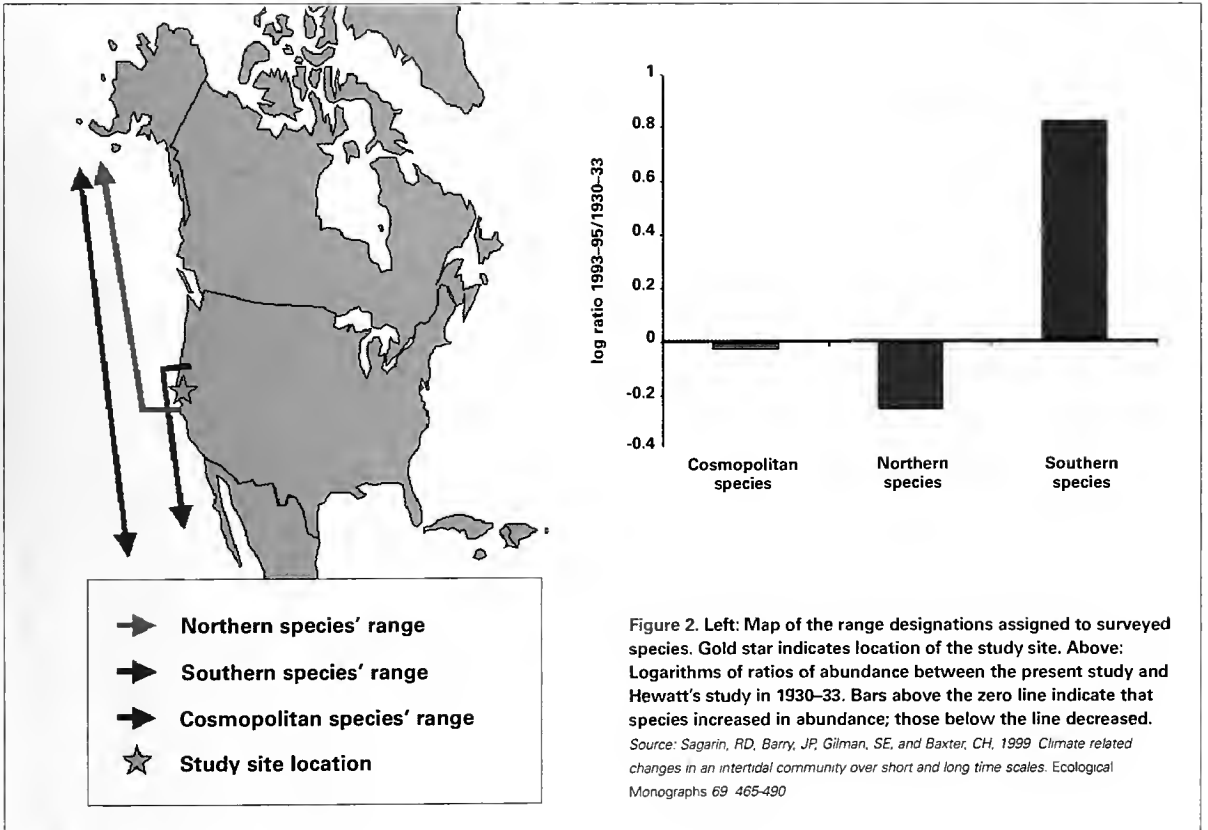 1
0.8
0.6
0.4
0.2
0
-0.2
-0.4
log ratio 1993–95/1930–33
Cosmopolitan
species
Northern
species
Southern
species
Northern species' range
Southern species' range
Cosmopolitan species' range
Study site location
Figure 2. Left: Map of the range designations assigned to surveyed
species. Gold star indicates location of the study site. Above:
Logarithms of ratios of abundance between the present study and
Hewatt's study in 1930–33. Bars above the zero line indicate that
species increased in abundance; those below the line decreased.
Source: Sagarin, RD, Barry, JP, Gilman, SE, and Baxter, CH, 1999 Climate related
changes in an intertidal community over short and long time scales. Ecological
Monographs 69 465-490